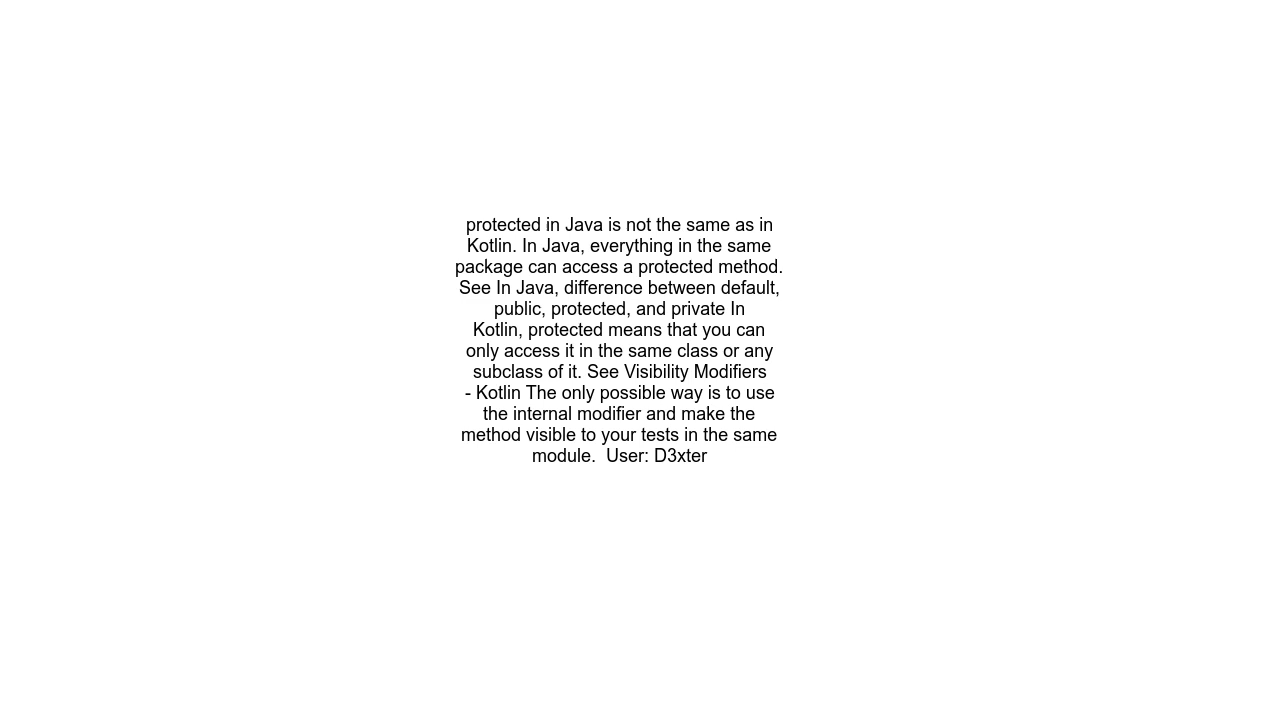 protected in Java is not the same as in
Kotlin. In Java, everything in the same
package can access a protected method.
See In Java, difference between default,
public, protected, and private In
Kotlin, protected means that you can
only access it in the same class or any
subclass of it. See Visibility Modifiers
- Kotlin The only possible way is to use
the internal modifier and make the
method visible to your tests in the same
module.  User: D3xter